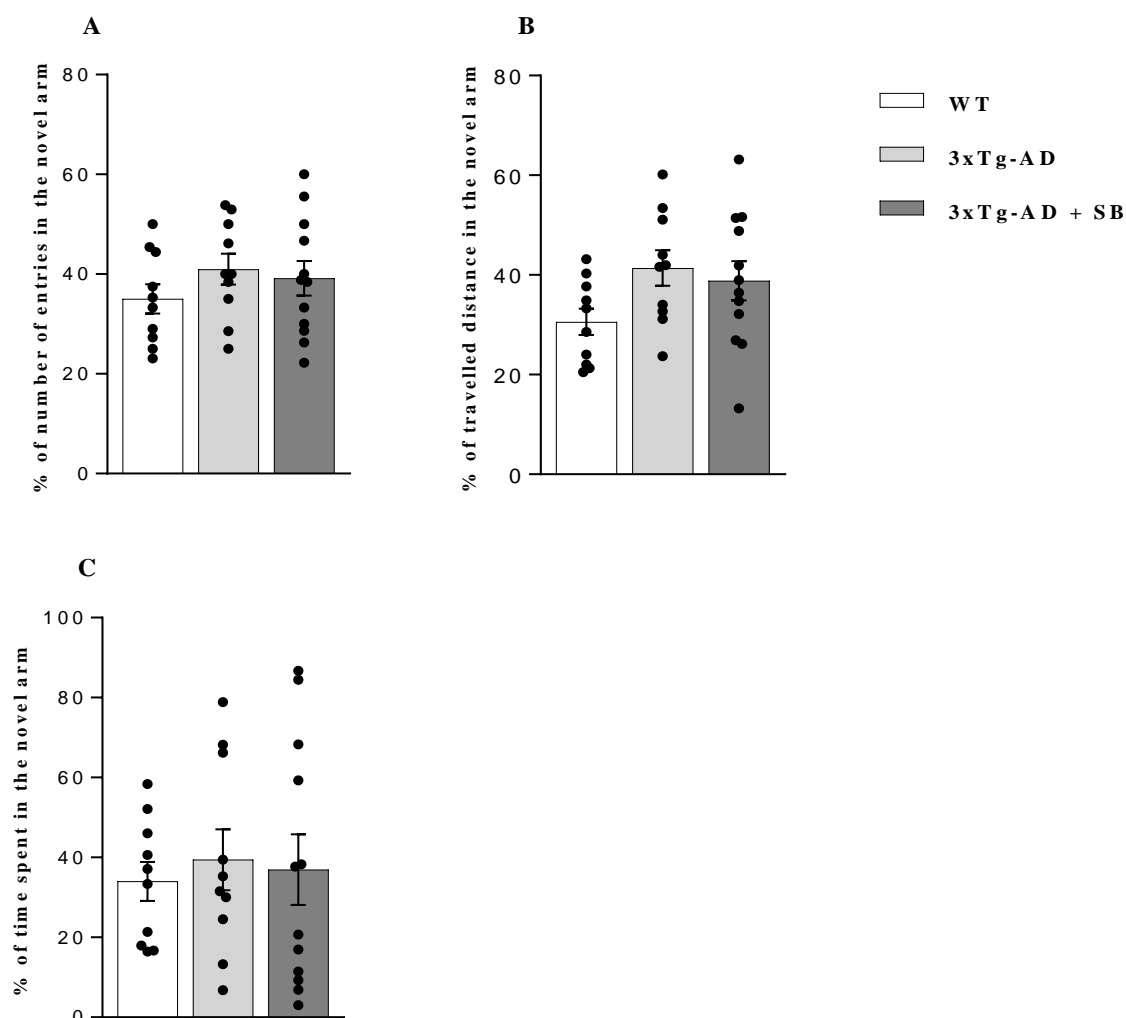 A
% of number of entries in the novel arm
80
60
40
20
0
B
% of travelled distance in the novel arm
80
60
40
20
0
WT
3xTg-AD
3xTg-AD + SB
C
% of time spent in the novel arm
100
80
60
40
20
0